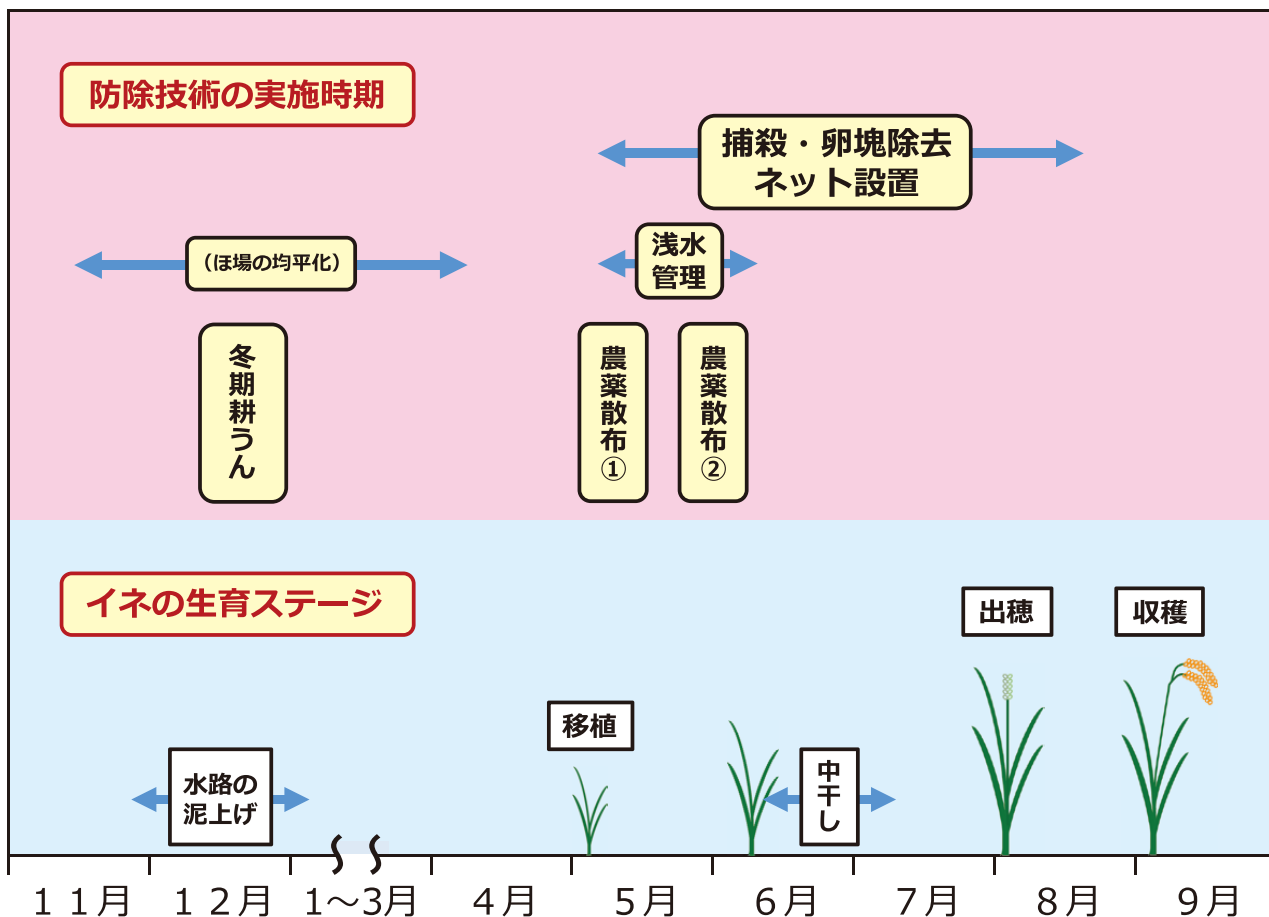 防除技術の実施時期
捕殺・卵塊除去
ネット設置
(ほ場の均平化)
浅水
管理
冬期耕うん
農薬散布①
農薬散布②
イネの生育ステージ
出穂
収穫
移植
水路の
泥上げ
中干し
11月 12月 1～3月 4月 5月 6月 7月 8月 9月